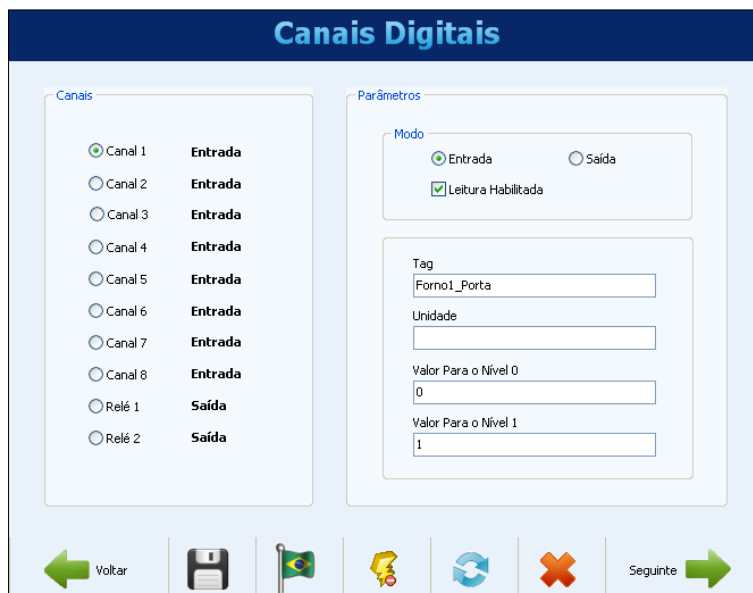 Canais Digitais
Canais
Canal 1 Entrada
Canal 2 Entrada
Canal 3 Entrada
Canal 4 Entrada
Canal 5 Entrada
Canal 6 Entrada
Canal 7 Entrada
Canal 8 Entrada
Relé 1 Saída
Relé 2 Saída
Parâmetros
Modo
Entrada Saída
Leitura Habilitada
Tag
Forno1_Porta
Unidade
Valor Para o Nível 0
0
Valor Para o Nível 1
1
Voltar
Seguinte